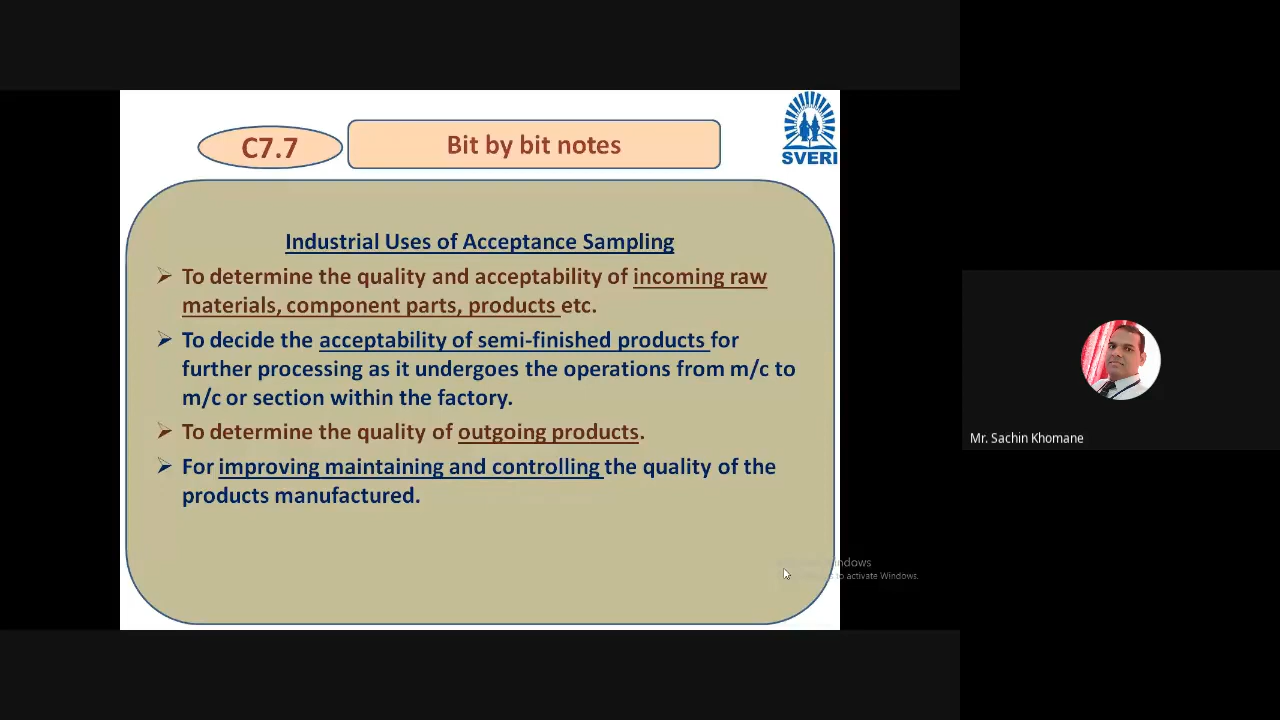 C7.7
Bit by bit notes
SVERI
Industrial Uses of Acceptance Sampling
To determine the quality and acceptability of incoming raw
materials, component parts, products etc.
To decide the acceptability of semi-finished products for
further processing as it undergoes the operations from m/c to
m/c or section within the factory.
To determine the quality of outgoing products.
For improving maintaining and controlling the quality of the
products manufactured.
to activate Windows.
Mr. Sachin Khomane